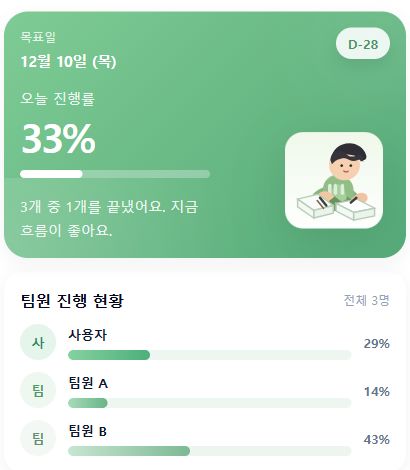 목표일
12월 10일 (목)
D-28
오늘 진행률
33%
3개 중 1개를 끝냈어요. 지금
흐름이 좋아요.
팀원 진행 현황
전체 3명
사
사용자
29%
팀
팀원 A
14%
팀
팀원 B
43%